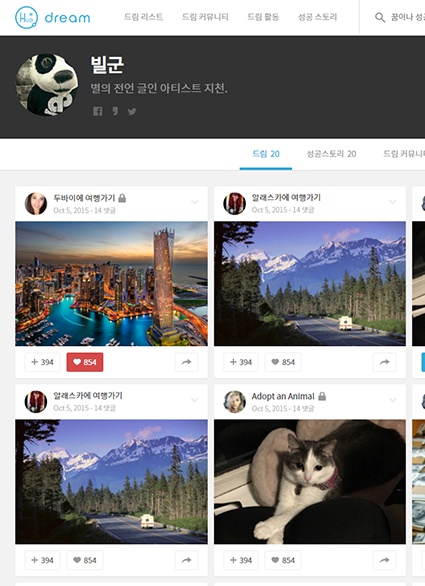 Hub dream 드림 리스트 드림 커뮤니티 드림 활동 성공 스토리 꿈이나 성공
빌군
별의 전언 글인 아티스트 지천.
드림 20 성공스토리 20 드림 커뮤니
두바이에 여행가기
Oct 5, 2015 - 14 댓글
알래스카에 여행가기
Oct 5, 2015 - 14 댓글
+ 394 854
+ 394 854
알래스카에 여행가기
Oct 5, 2015 - 14 댓글
Adopt an Animal
Oct 5, 2015 - 14 댓글
+ 394 854
+ 394 854